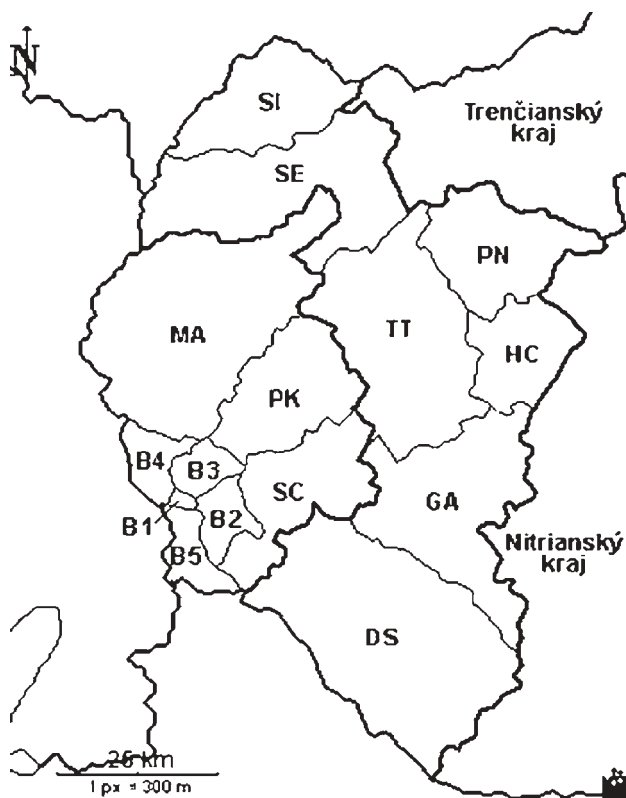 N
SI
Trenčianský
kraj
SE
PN
MA
TT
HC
PK
B4
B3
SC
GA
B1
B2
B5
Nitrianský
kraj
DS
25 km
1 px = 300 m